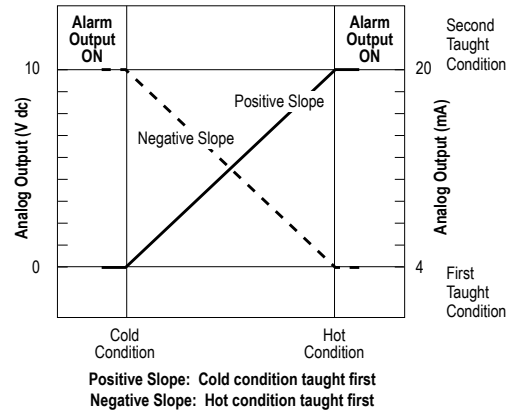 Alarm
Output
ON
Alarm
Output
ON
Second
Taught
Condition
10
20
Positive Slope
Negative Slope
Analog Output (V dc)
Analog Output (mA)
0
4
First
Taught
Condition
Cold
Condition
Hot
Condition
Positive Slope: Cold condition taught first
Negative Slope: Hot condition taught first